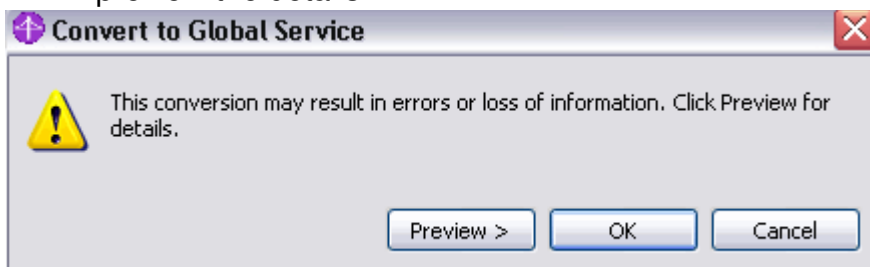 Convert to Global Service
This conversion may result in errors or loss of information. Click Preview for
details.
Preview >
OK
Cancel